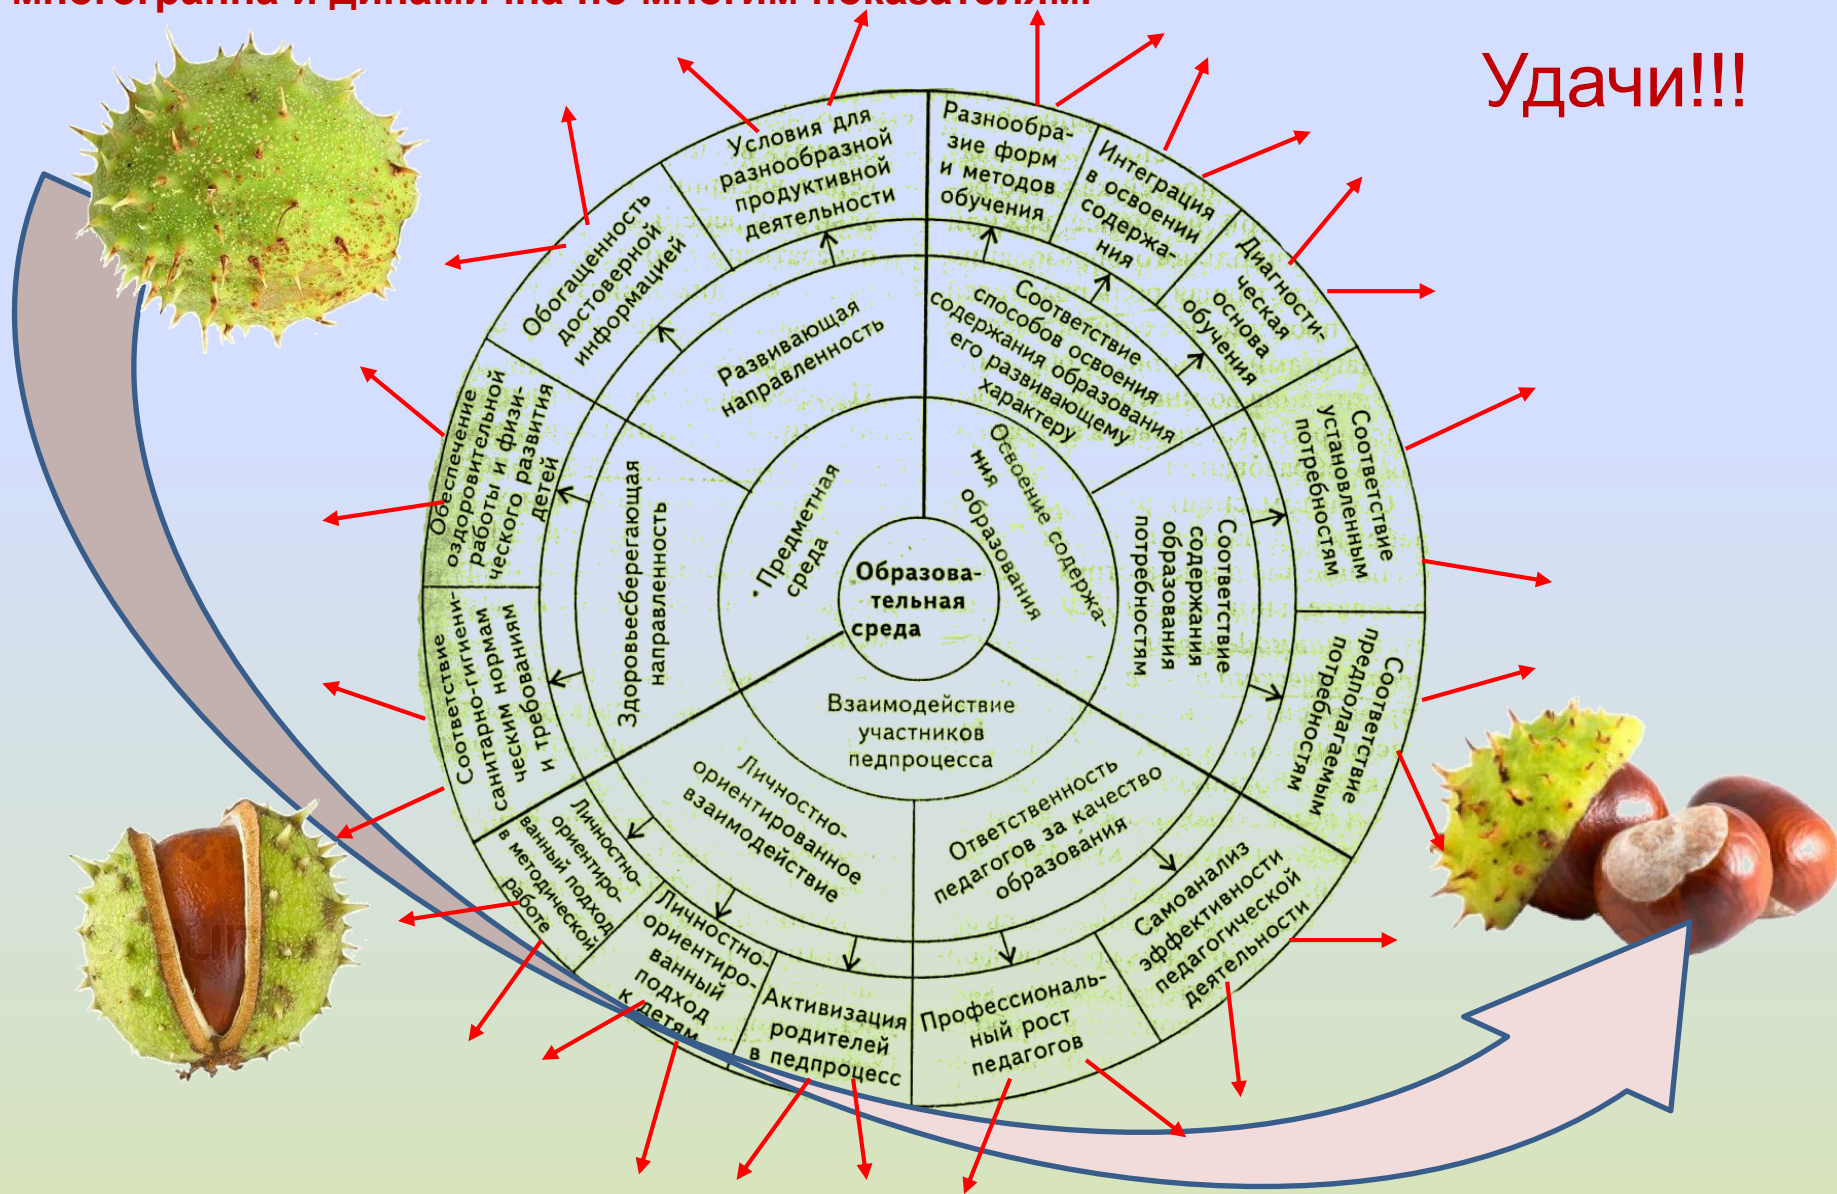 многогранна и динамична по многим показателям.
Удачи!!!
Условия для
разнообразной
продуктивной
деятельности
Разнообра-
зие форм
и методов
обучения
Интеграция
в освоении
содержа-
ния
Диагности-
ческая
основа
обучения
Соответствие
установленным
потребностям
Соответствие
предполагаемым
потребностям
Самоанализ
эффективности
педагогической
деятельности
Профессиональ-
ный рост
педагогов
Активизация
родителей
в педпроцесс
Личностно-
ориентиро-
ванный
подход
к детям
Личностно-
ориентиро-
ванный подход
в методической
работе
Соответствие
санитарно-гигиени-
ческим нормам
и требованиям
Обеспечение
оздоровительной
работы и физи-
ческого развития
детей
Обогащенность
достоверной
информацией
Развивающая
направленность
Соответствие
способов освоения
содержания образования
его развивающему
характеру
Соответствие
содержания
образования
потребностям
Ответственность
педагогов за качество
образования
Личностно-
ориентированное
взаимодействие
Здоровьесберегающая
направленность
Предметная
среда
Освоение содержа-
ния
образования
Взаимодействие
участников
педпроцесса
Образова-
тельная
среда